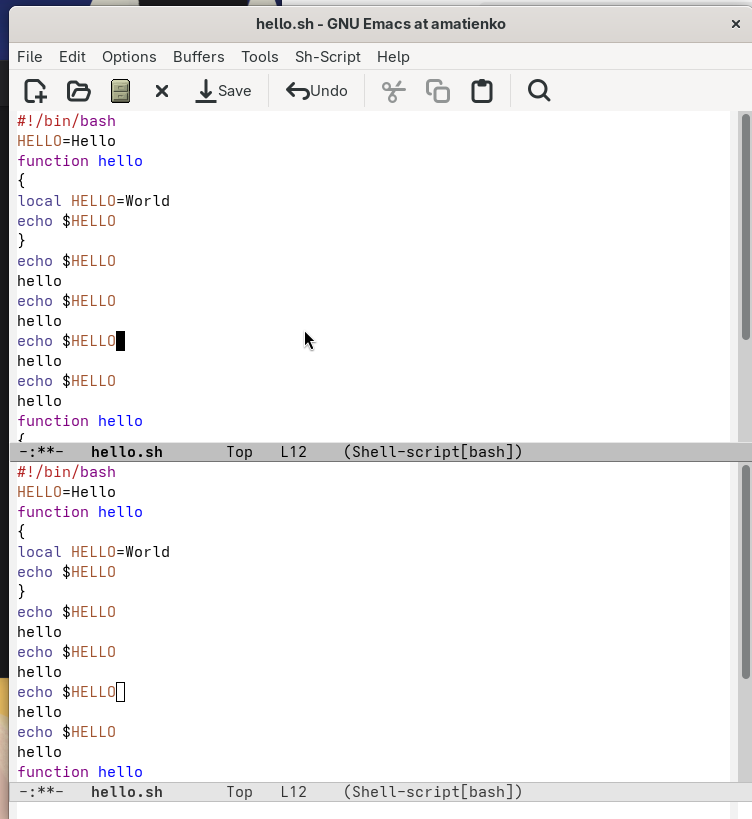 hello.sh - GNU Emacs at amatienko ×
File Edit Options Buffers Tools Sh-Script Help
Save Undo
#!/bin/bash
HELLO=Hello
function hello
{
local HELLO=World
echo $HELLO
}
echo $HELLO
hello
echo $HELLO
hello
echo $HELLO
hello
echo $HELLO
hello
function hello
{
-:**- hello.sh Top L12 (Shell-script[bash])
#!/bin/bash
HELLO=Hello
function hello
{
local HELLO=World
echo $HELLO
}
echo $HELLO
hello
echo $HELLO
hello
echo $HELLO
hello
echo $HELLO
hello
function hello
-:**- hello.sh Top L12 (Shell-script[bash])